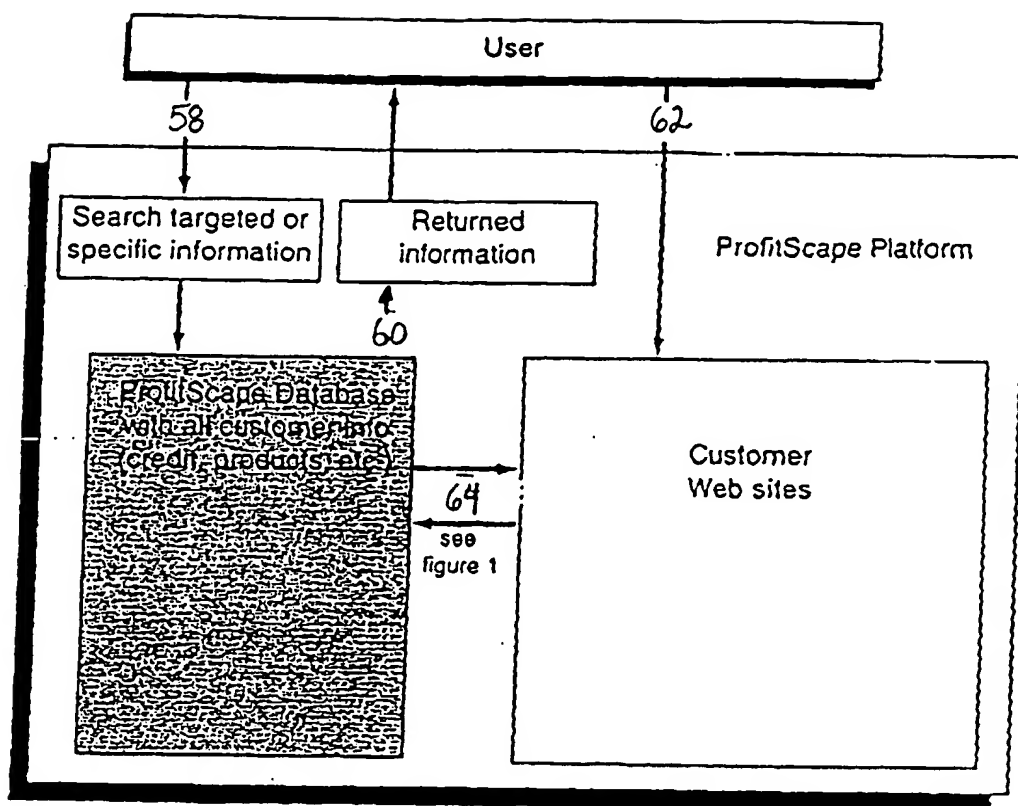 User
58
62
Search targeted or
specific information
Returned
information
ProfitScape Platform
60
ProfitScape Database
with all customer info
(credit, products, etc.)
Customer
Web sites
64
see
figure 1